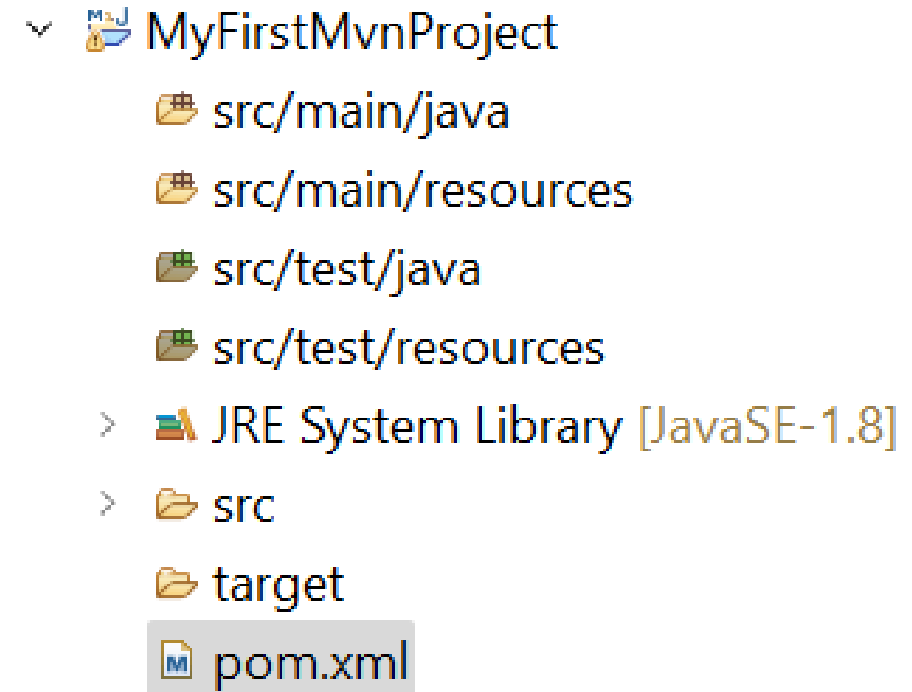 MyFirstMvnProject
src/main/java
src/main/resources
src/test/java
src/test/resources
JRE System Library [JavaSE-1.8]
src
target
pom.xml